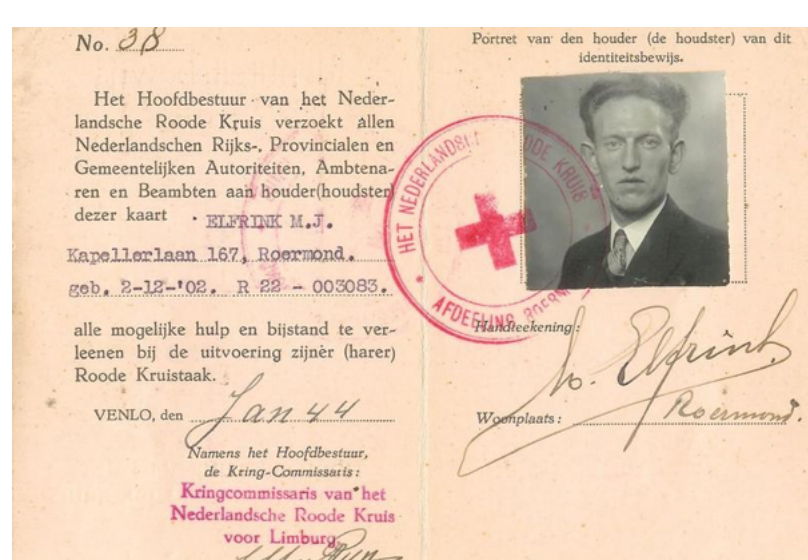 No. 38
Het Hoofdbestuur van het Neder-
landsche Roode Kruis verzoekt allen
Nederlandschen Rijks-, Provincialen en
Gemeentelijken Autoriteiten, Ambtena-
ren en Beambten aan houder(houdster)
dezer kaart ELFRINK M.J.
Kapellerlaan 167, Roermond.
geb. 2-12-'02. R 22 - 003083.
alle mogelijke hulp en bijstand te ver-
leenen bij de uitvoering zijner (harer)
Roode Kruistaak.
VENLO, den Jan 44
Namens het Hoofdbestuur,
de Kring-Commissaris:
Kringcommissaris van het
Nederlandsche Roode Kruis
voor Limburg
Portret van den houder (de houdster) van dit
identiteitsbewijs.
HET NEDERLANDSCHE ROODE KRUIS
AFDEELING ROERM
Handteekening:
Elfrink
Woonplaats: Roermond.